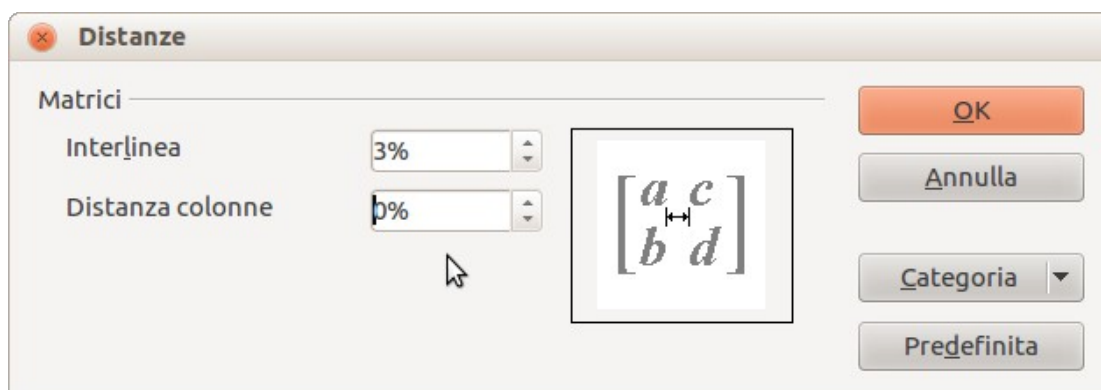 Distanze
Matrici
Interlinea 3%
Distanza colonne 0%
a c
b d
OK
Annulla
Categoria
Predefinita